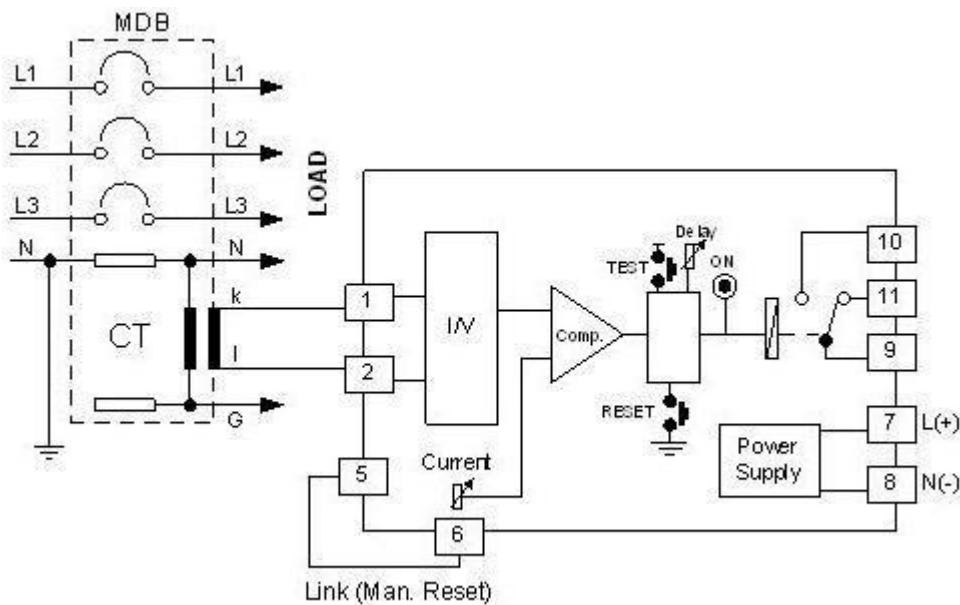 MDB
L1 L1
L2 L2
L3 L3
N N
LOAD
k
CT
l
G
1
2
5
6
I/V
Current
Comp.
TEST
Delay
ON
RESET
10
11
9
7 L(+)
8 N(-)
Power
Supply
Link (Man. Reset)